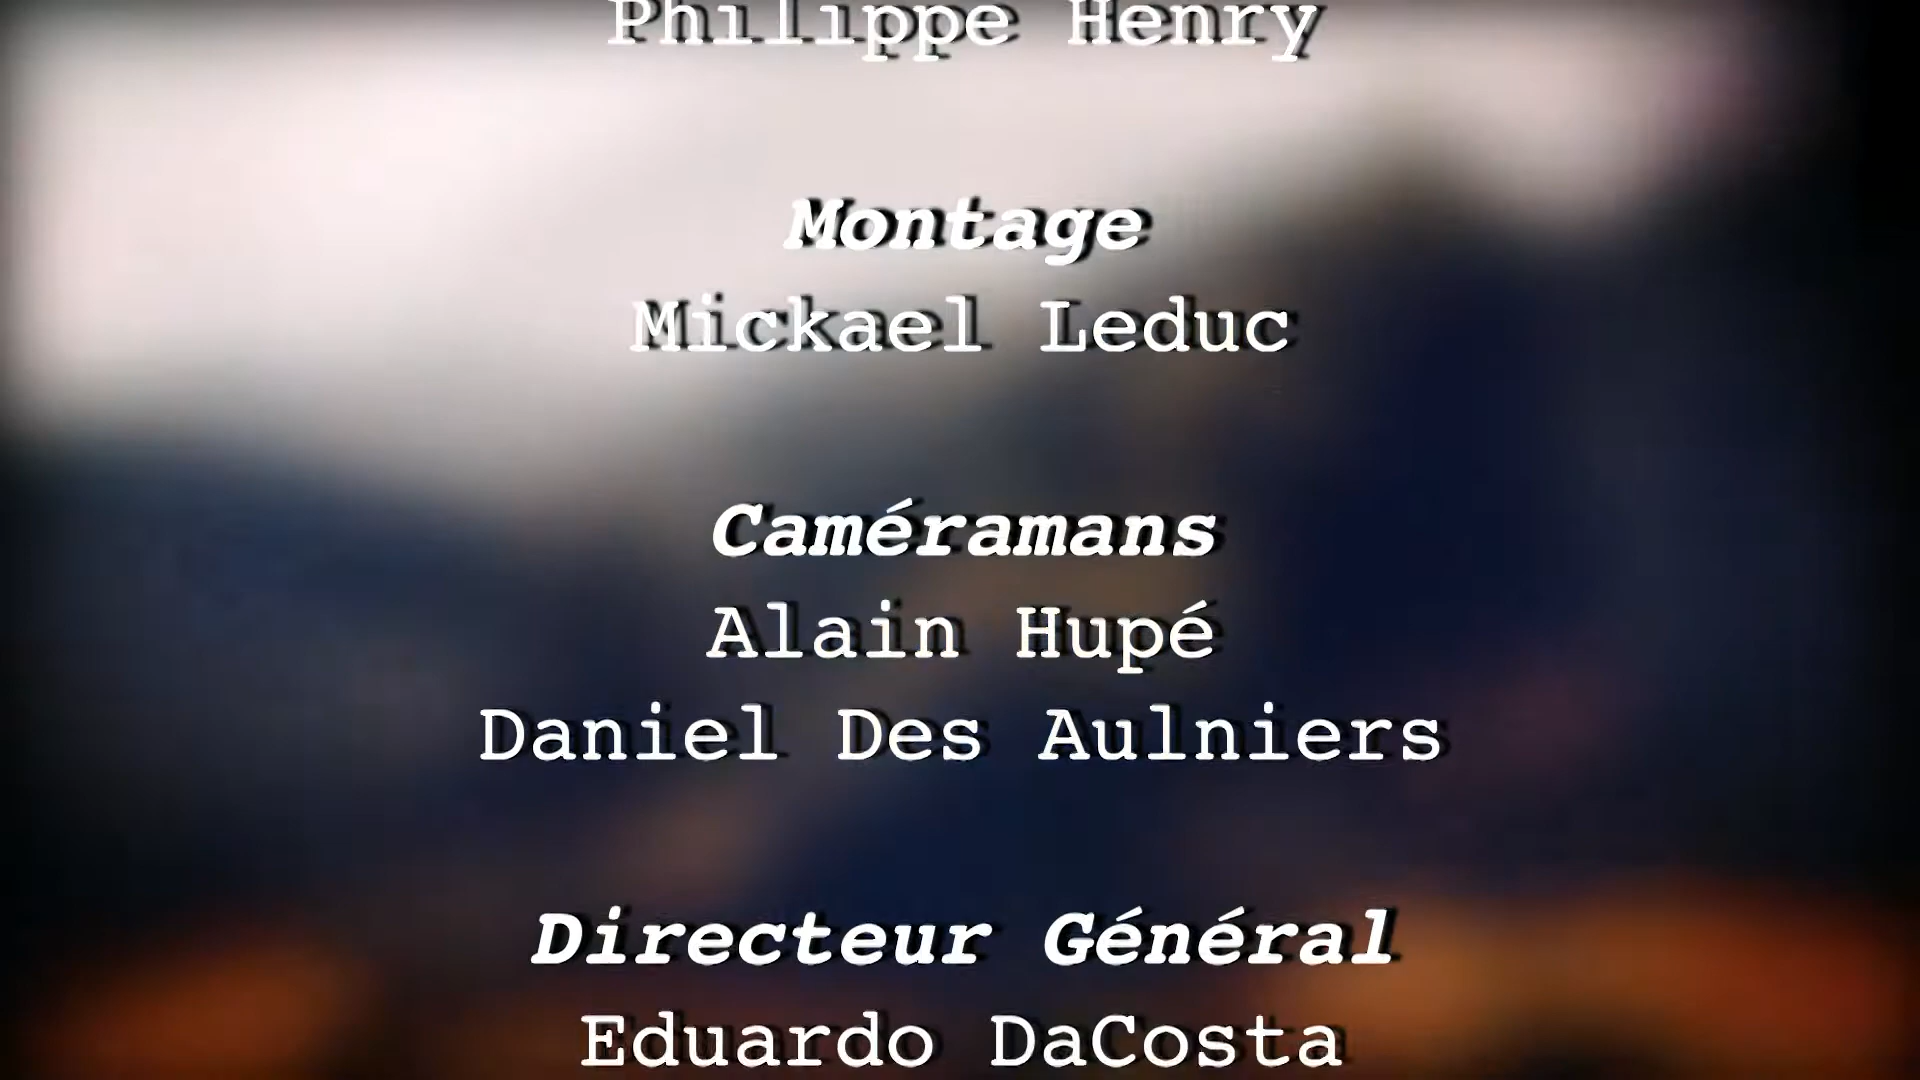 Philippe Henry
Montage
Mickael Leduc
Caméramans
Alain Hupé
Daniel Des Aulniers
Directeur Général
Eduardo DaCosta